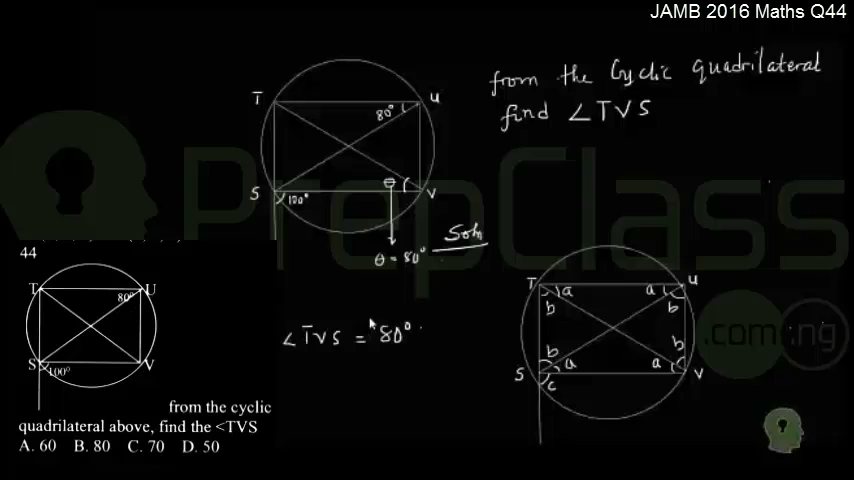 JAMB 2016 Maths Q44
from the Cyclic quadrilateral
find ∠TVS
T
U
80°
S
100°
θ
V
θ = 80°
Soln
∠TVS = 80°
44
T
U
80°
S
100°
V
from the cyclic
quadrilateral above, find the <TVS
A. 60 B. 80 C. 70 D. 50
T
a
a
U
b
b
b
b
S
a
a
V
c
PrepClass
.com.ng